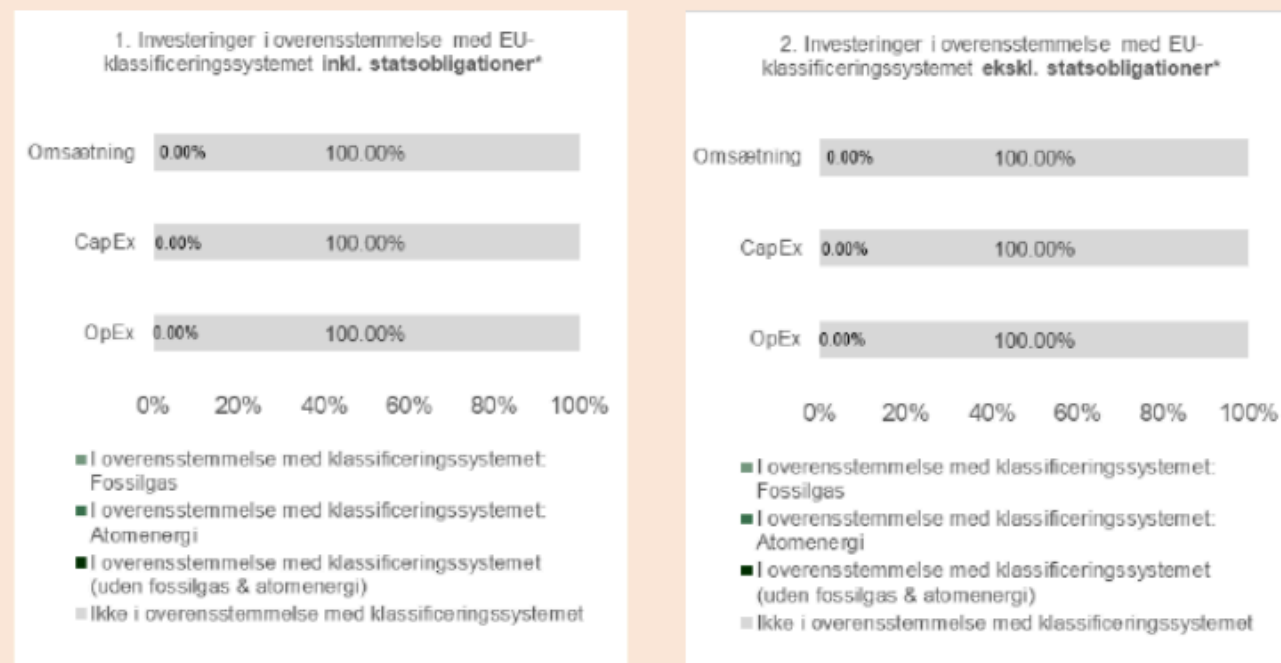 1. Investeringer i overensstemmelse med EU-
klassificeringssystemet inkl. statsobligationer*
Omsætning 0.00% 100.00%
CapEx 0.00% 100.00%
OpEx 0.00% 100.00%
0% 20% 40% 60% 80% 100%
I overensstemmelse med klassificeringssystemet:
Fossilgas
I overensstemmelse med klassificeringssystemet:
Atomenergi
I overensstemmelse med klassificeringssystemet
(uden fossilgas & atomenergi)
Ikke i overensstemmelse med klassificeringssystemet
2. Investeringer i overensstemmelse med EU-
klassificeringssystemet ekskl. statsobligationer*
Omsætning 0.00% 100.00%
CapEx 0.00% 100.00%
OpEx 0.00% 100.00%
0% 20% 40% 60% 80% 100%
I overensstemmelse med klassificeringssystemet:
Fossilgas
I overensstemmelse med klassificeringssystemet:
Atomenergi
I overensstemmelse med klassificeringssystemet
(uden fossilgas & atomenergi)
Ikke i overensstemmelse med klassificeringssystemet